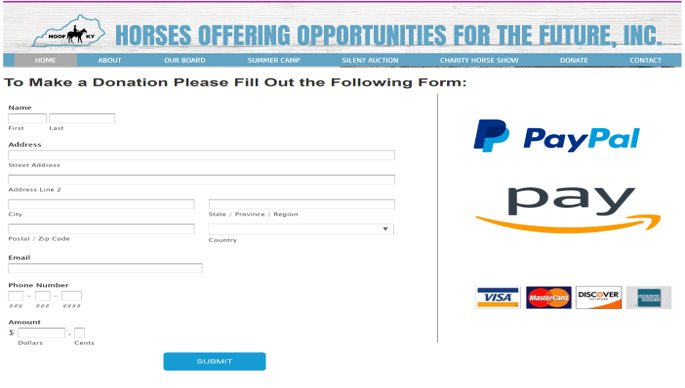 HOOF KY
HORSES OFFERING OPPORTUNITIES FOR THE FUTURE, INC.
HOME ABOUT OUR BOARD SUMMER CAMP SILENT AUCTION CHARITY HORSE SHOW DONATE CONTACT
To Make a Donation Please Fill Out the Following Form:
Name
First Last
Address
Street Address
Address Line 2
City State / Province / Region
Postal / Zip Code Country
Email
Phone Number
– –
### ### ####
Amount
$ .
Dollars Cents
SUBMIT
PayPal
pay
VISA MasterCard DISCOVER
NETWORK
AMERICAN EXPRESS